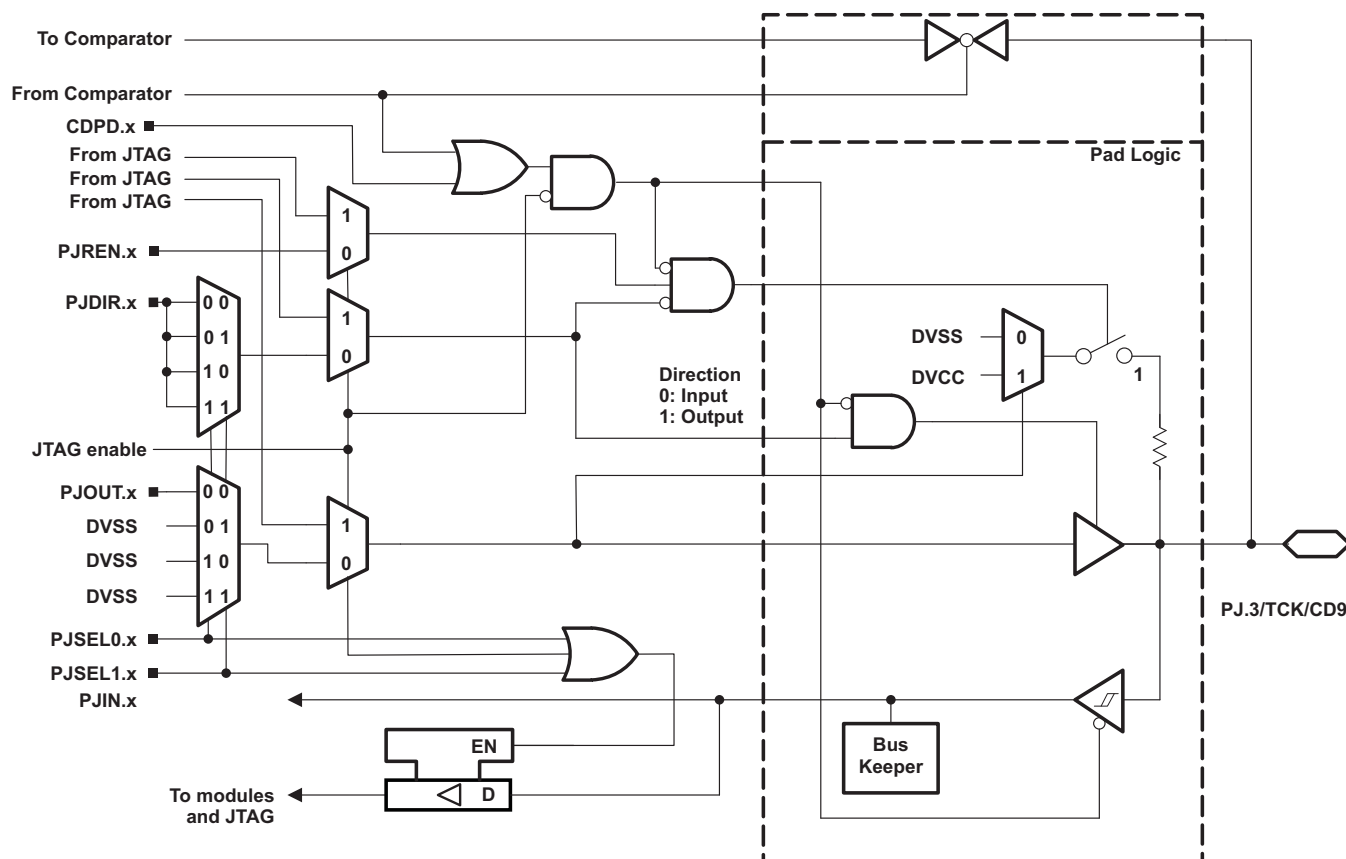 To Comparator
From Comparator
CDPD.x
From JTAG
From JTAG
From JTAG
Pad Logic
1
0
PJREN.x
PJDIR.x
0 0
0 1
1 0
1 1
1
0
DVSS
0
DVCC
1
1
Direction
0: Input
1: Output
JTAG enable
PJOUT.x
0 0
DVSS
0 1
DVSS
1 0
DVSS
1 1
1
0
PJ.3/TCK/CD9
PJSEL0.x
PJSEL1.x
PJIN.x
EN
D
Bus
Keeper
To modules
and JTAG